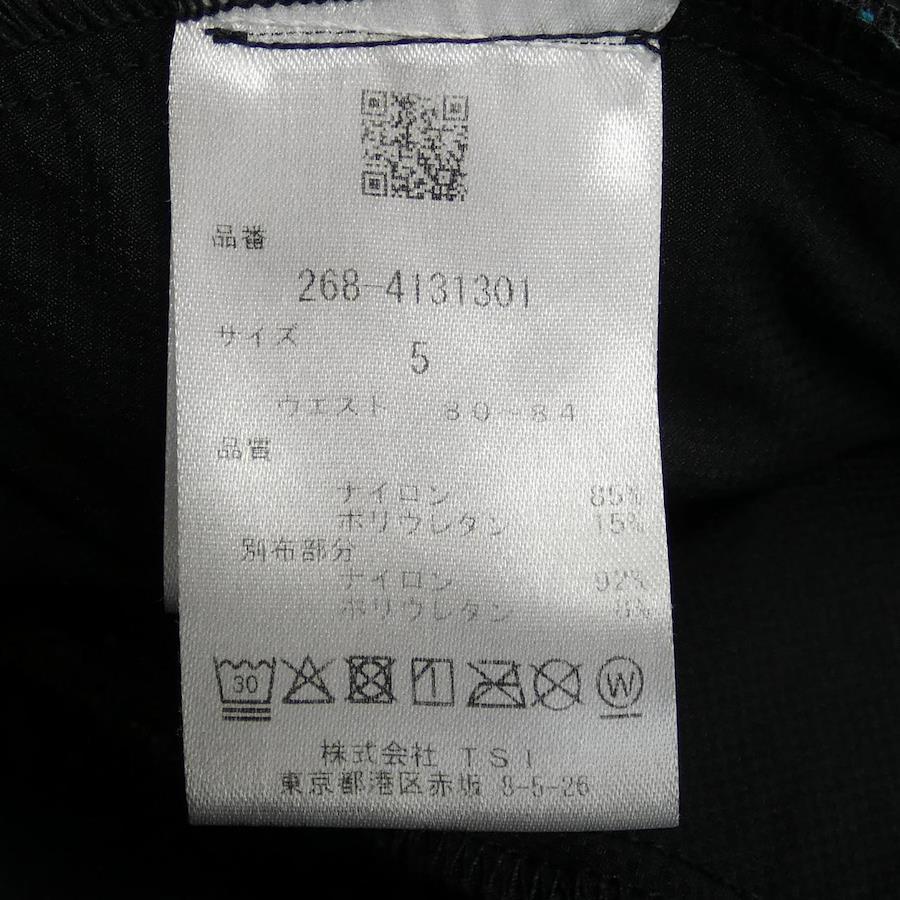 品番
268-4131301
サイズ
5
ウエスト 80~84
品質
ナイロン 85%
ポリウレタン 15%
別布部分
ナイロン 92%
ポリウレタン 8%
30 W
株式会社 TSI
東京都港区赤坂 8-5-26